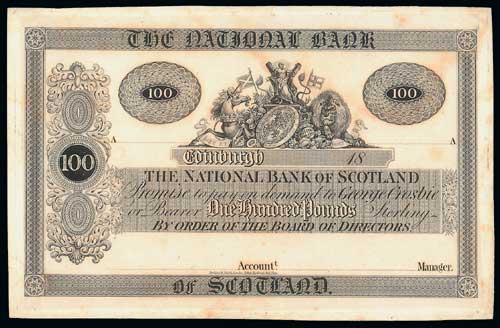 THE NATIONAL BANK
100 100
A A
Edinburgh 18
100
THE NATIONAL BANK OF SCOTLAND
Promise to pay on demand to George Crosbie
or Bearer One Hundred Pounds Sterling
BY ORDER OF THE BOARD OF DIRECTORS
Accountt. Manager.
OF SCOTLAND.